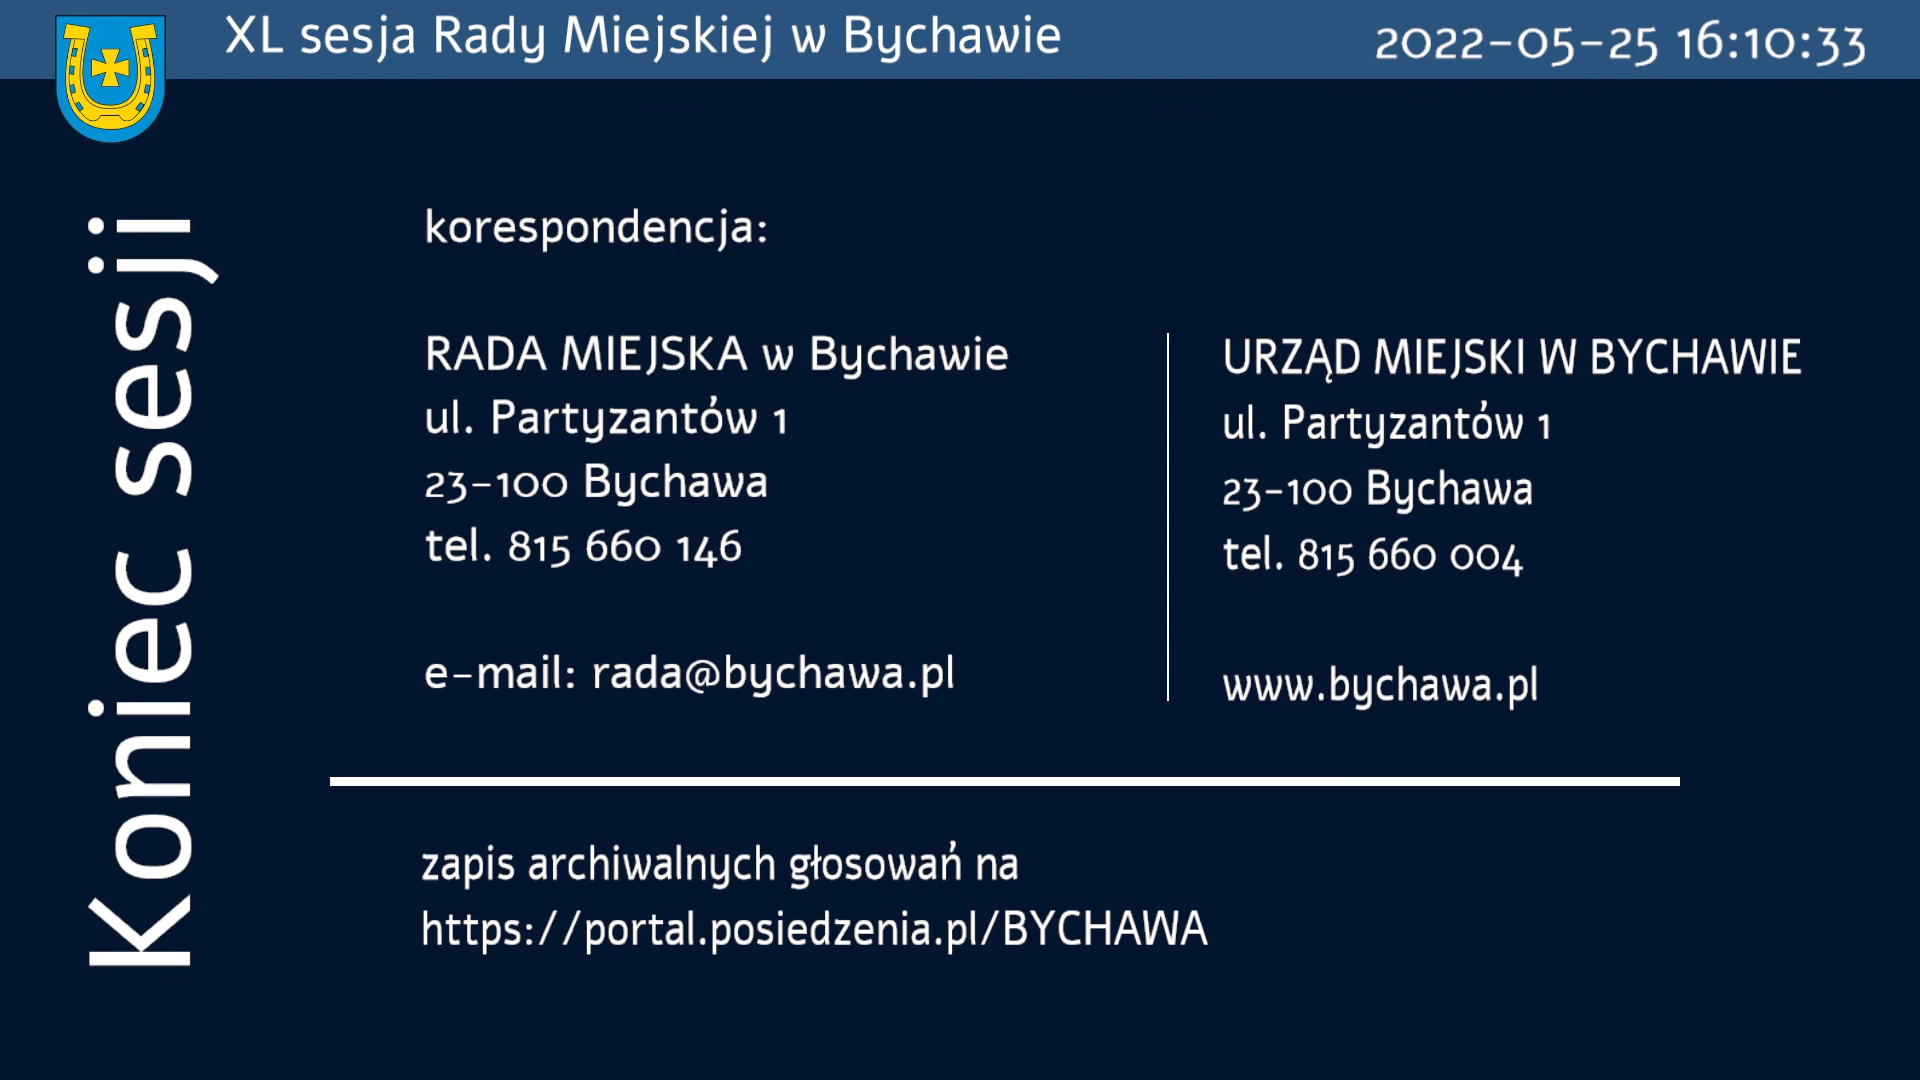 XL sesja Rady Miejskiej w Bychawie
2022-05-25 16:10:33
Koniec sesji
korespondencja:
RADA MIEJSKA w Bychawie
ul. Partyzantów 1
23-100 Bychawa
tel. 815 660 146
e-mail: rada@bychawa.pl
URZĄD MIEJSKI W BYCHAWIE
ul. Partyzantów 1
23-100 Bychawa
tel. 815 660 004
www.bychawa.pl
zapis archiwalnych głosowań na
https://portal.posiedzenia.pl/BYCHAWA